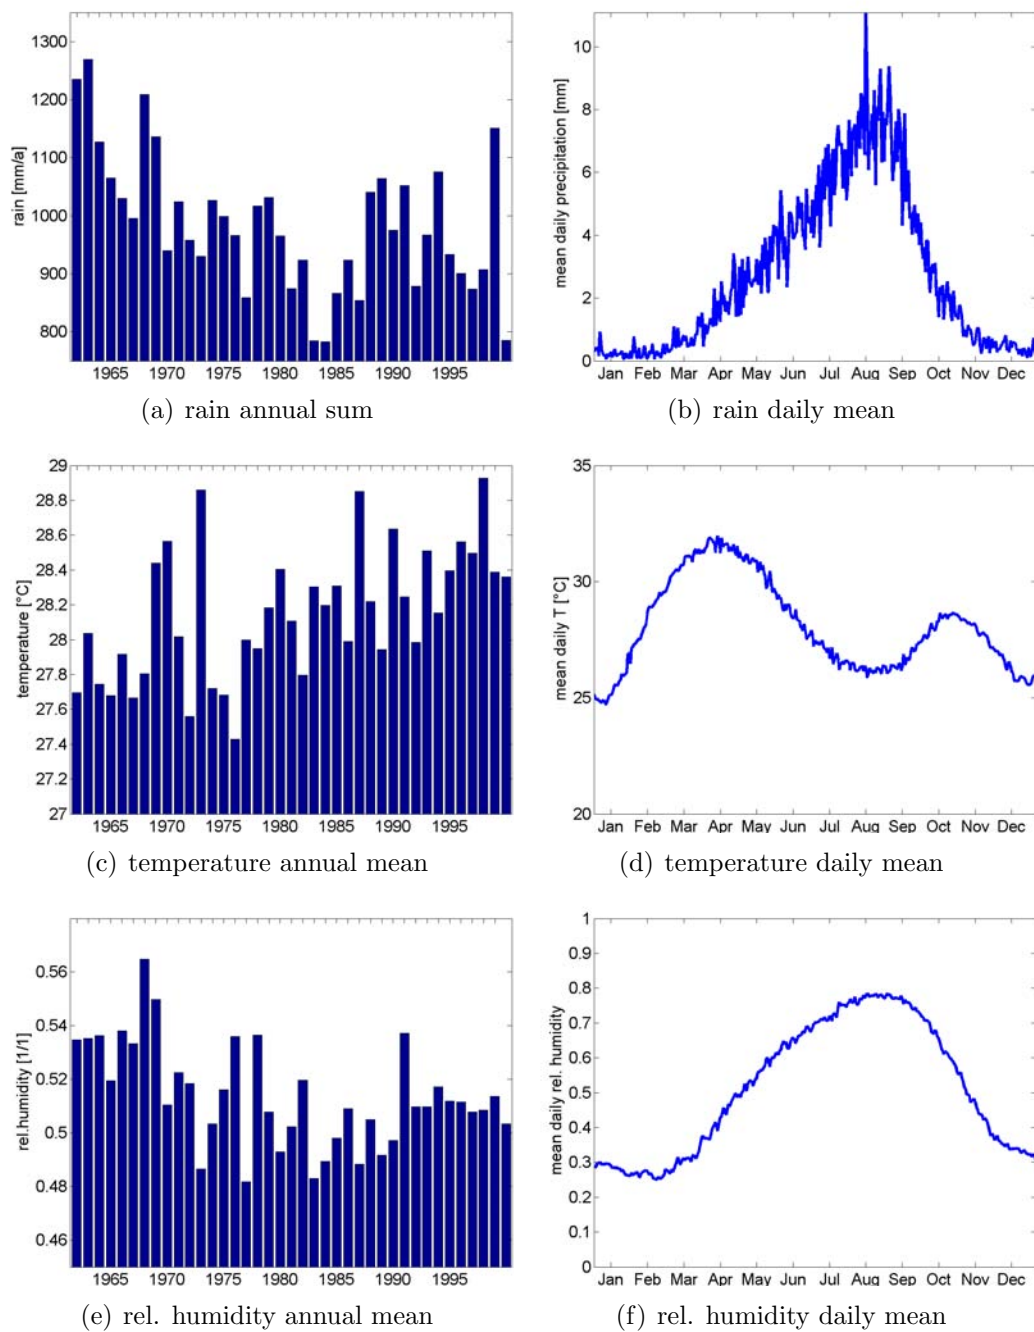 1300
1200
1100
1000
900
800
rain [mm/a]
1965 1970 1975 1980 1985 1990 1995
(a) rain annual sum
10
8
6
4
2
0
mean daily precipitation [mm]
Jan Feb Mar Apr May Jun Jul Aug Sep Oct Nov Dec
(b) rain daily mean
29
28.8
28.6
28.4
28.2
28
27.8
27.6
27.4
27.2
27
temperature [°C]
1965 1970 1975 1980 1985 1990 1995
(c) temperature annual mean
35
30
25
20
mean daily T [°C]
Jan Feb Mar Apr May Jun Jul Aug Sep Oct Nov Dec
(d) temperature daily mean
0.56
0.54
0.52
0.5
0.48
0.46
rel.humidity [1/1]
1965 1970 1975 1980 1985 1990 1995
(e) rel. humidity annual mean
1
0.9
0.8
0.7
0.6
0.5
0.4
0.3
0.2
0.1
0
mean daily rel. humidity
Jan Feb Mar Apr May Jun Jul Aug Sep Oct Nov Dec
(f) rel. humidity daily mean